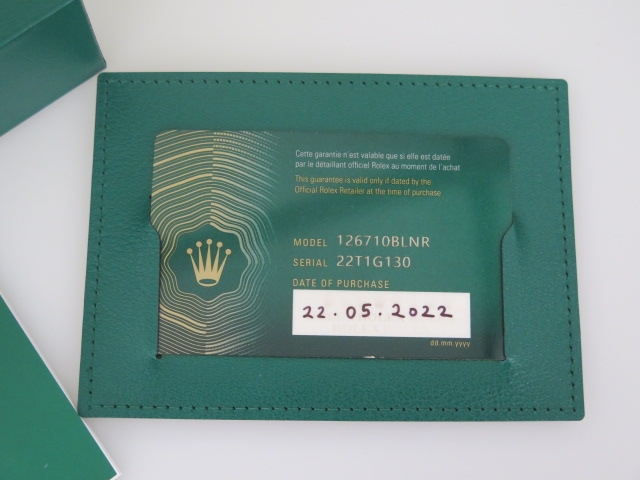 Cette garantie n'est valable que si elle est datée
par le détaillant officiel Rolex au moment de l'achat
This guarantee is valid only if dated by the
Official Rolex Retailer at the time of purchase
MODEL 126710BLNR
SERIAL 22T1G130
DATE OF PURCHASE
22.05.2022
dd.mm.yyyy